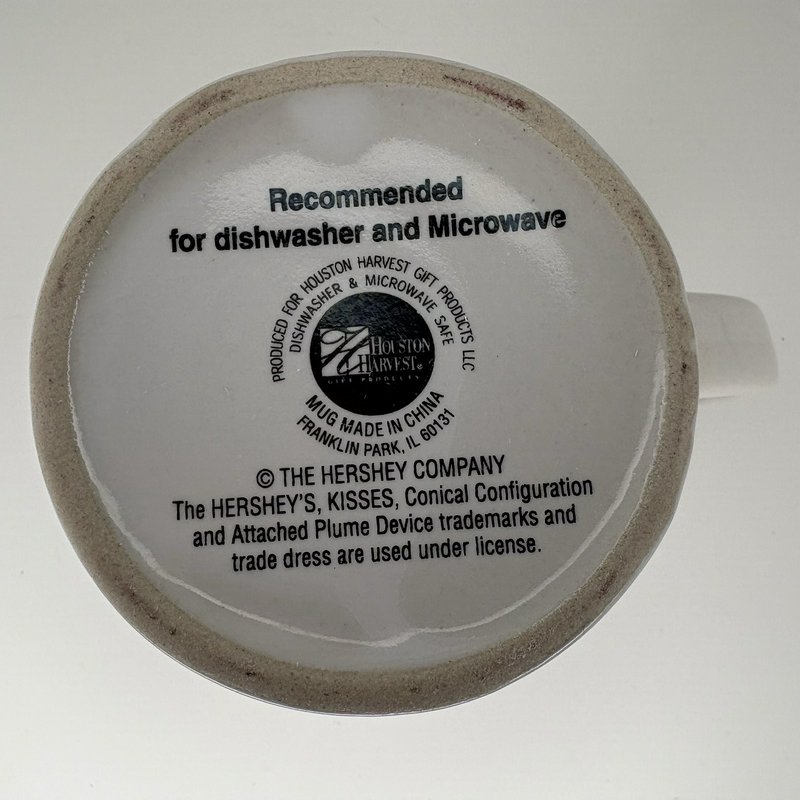 Recommended
for dishwasher and Microwave
PRODUCED FOR HOUSTON HARVEST GIFT PRODUCTS LLC
DISHWASHER & MICROWAVE SAFE
HOUSTON
HARVEST®
GIFT PRODUCTS
MUG MADE IN CHINA
FRANKLIN PARK, IL 60131
© THE HERSHEY COMPANY
The HERSHEY'S, KISSES, Conical Configuration
and Attached Plume Device trademarks and
trade dress are used under license.